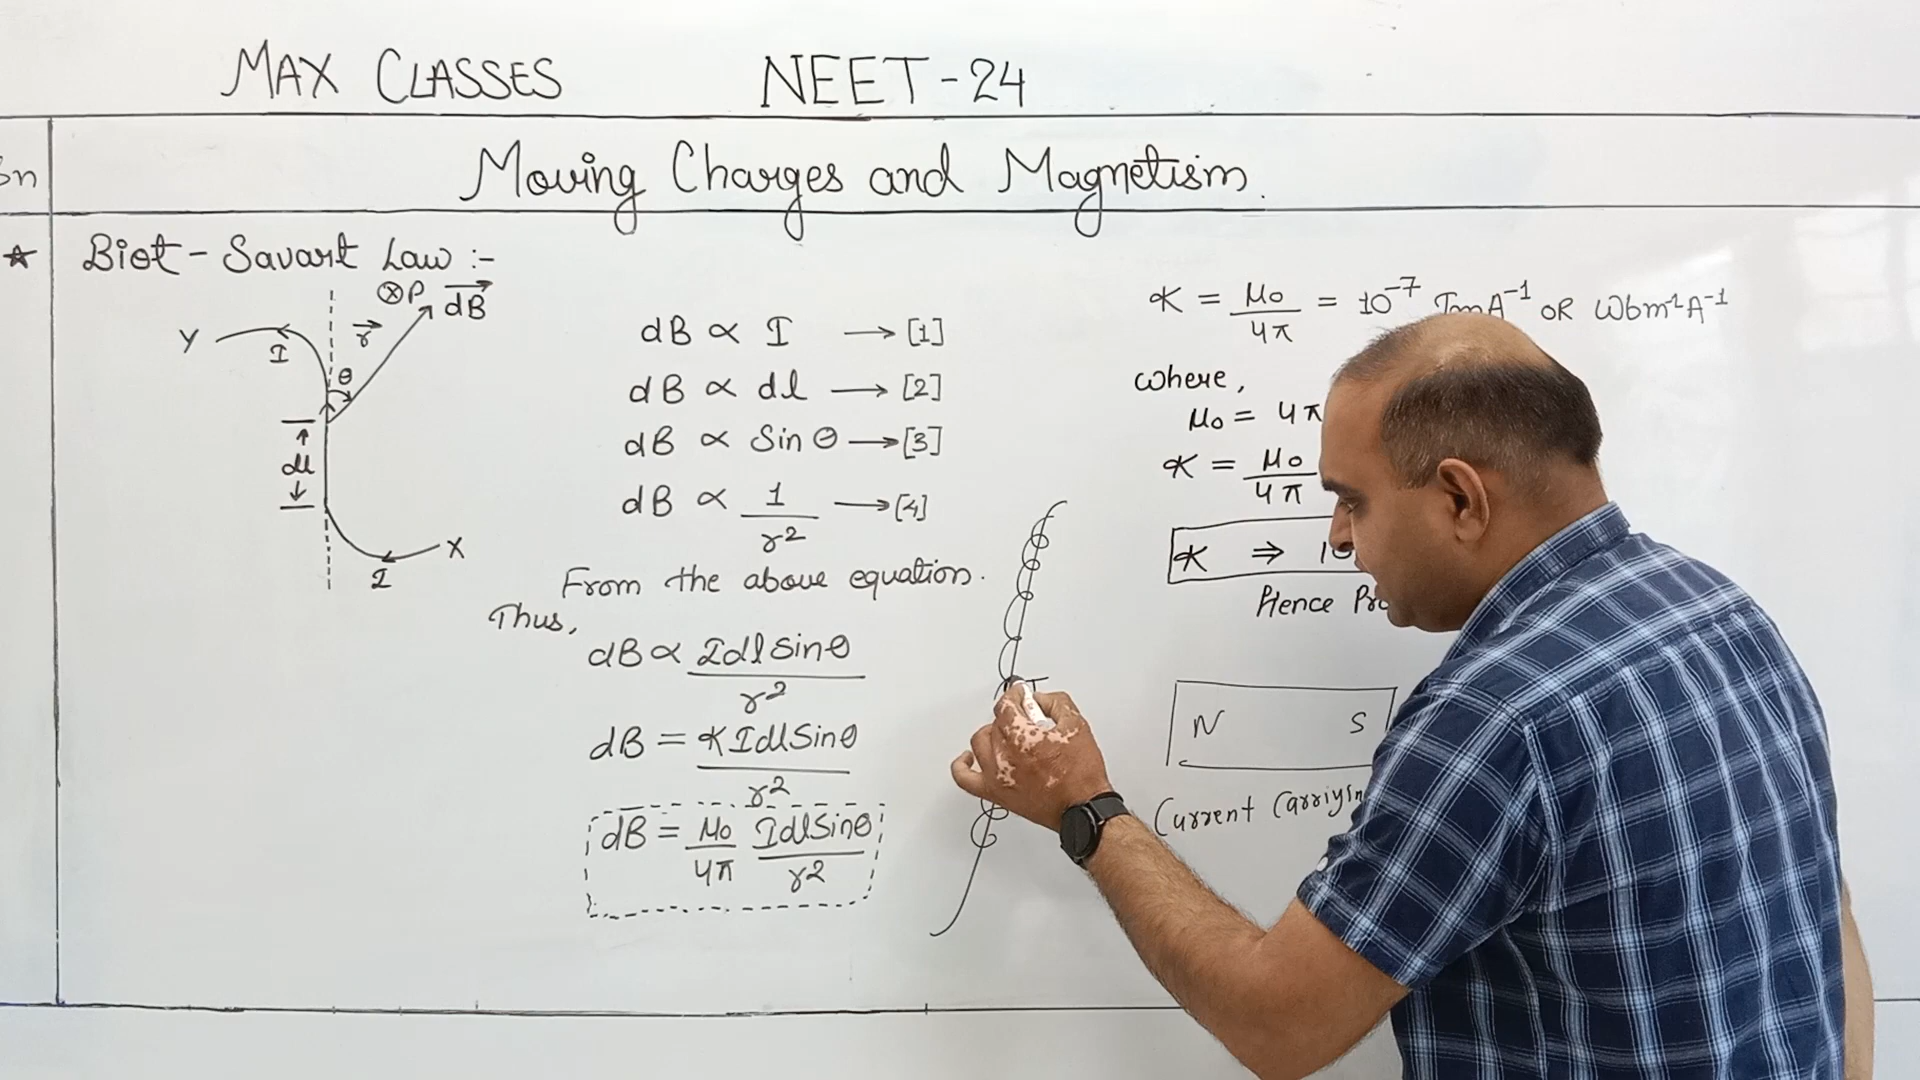 MAX CLASSES NEET-24
Moving Charges and Magnetism.
★ Biot-Savart Law :-
⊗P dB→
Y I r→ θ
dl
X
I
dB ∝ I → [1]
dB ∝ dl → [2]
dB ∝ Sin θ → [3]
dB ∝ 1/r² → [4]
From the above equation.
Thus,
dB ∝ Idl sinθ/r²
dB = K Idl Sinθ/r²
dB = μ₀/4π Idl Sinθ/r²
K = μ₀/4π = 10⁻⁷ TmA⁻¹ OR Wbm⁻¹A⁻¹
where,
μ₀ = 4π
K = μ₀/4π
K ⇒
Hence
N S
Current